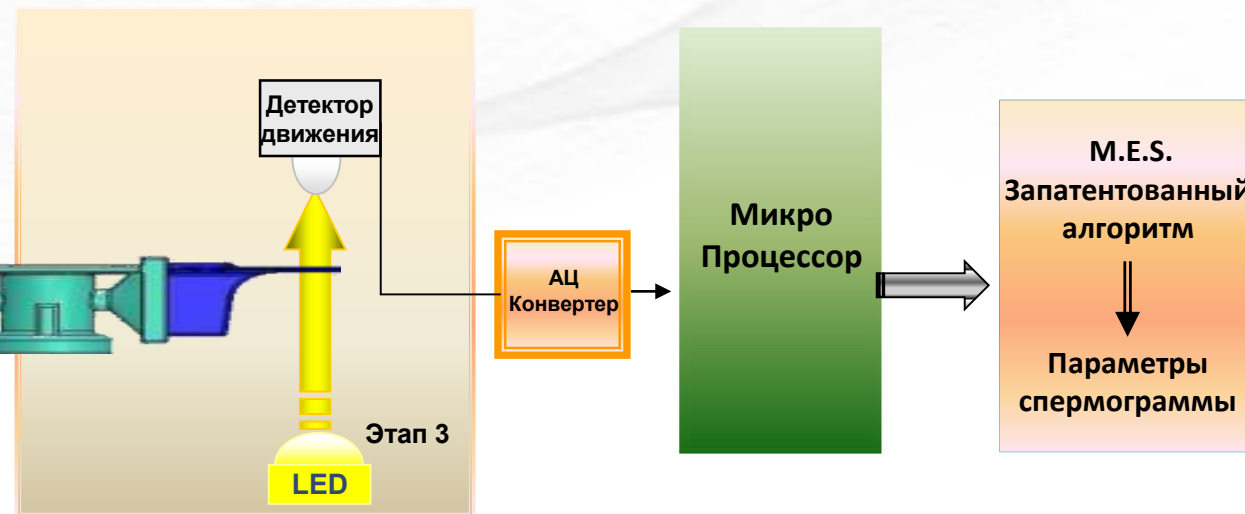 Детектор
движения
Этап 3
LED
АЦ
Конвертер
Микро
Процессор
M.E.S.
Запатентованный
алгоритм
Параметры
спермограммы